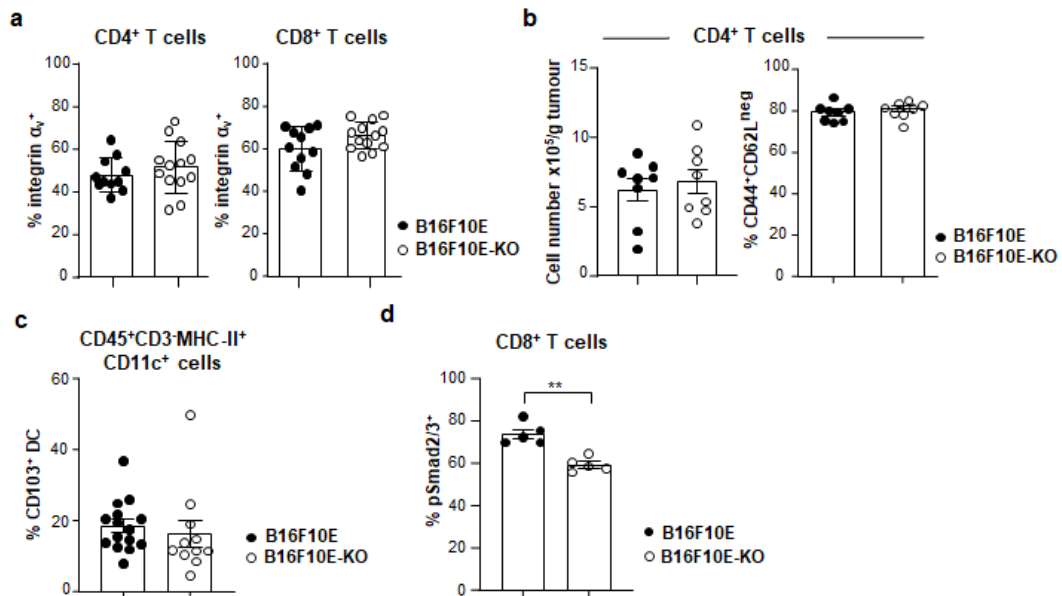 a
CD4⁺ T cells
% integrin αᵥ⁺
100
80
60
40
20
0
CD8⁺ T cells
% integrin αᵥ⁺
100
80
60
40
20
0
B16F10E
B16F10E-KO
b
CD4⁺ T cells
Cell number x10⁵/g tumour
15
10
5
0
% CD44⁺CD62Lⁿᵉᵍ
100
80
60
40
20
0
B16F10E
B16F10E-KO
c
CD45⁺CD3⁻MHC-II⁺
CD11c⁺ cells
% CD103⁺ DC
60
40
20
0
B16F10E
B16F10E-KO
d
CD8⁺ T cells
% pSmad2/3⁺
100
80
60
40
20
0
**
B16F10E
B16F10E-KO